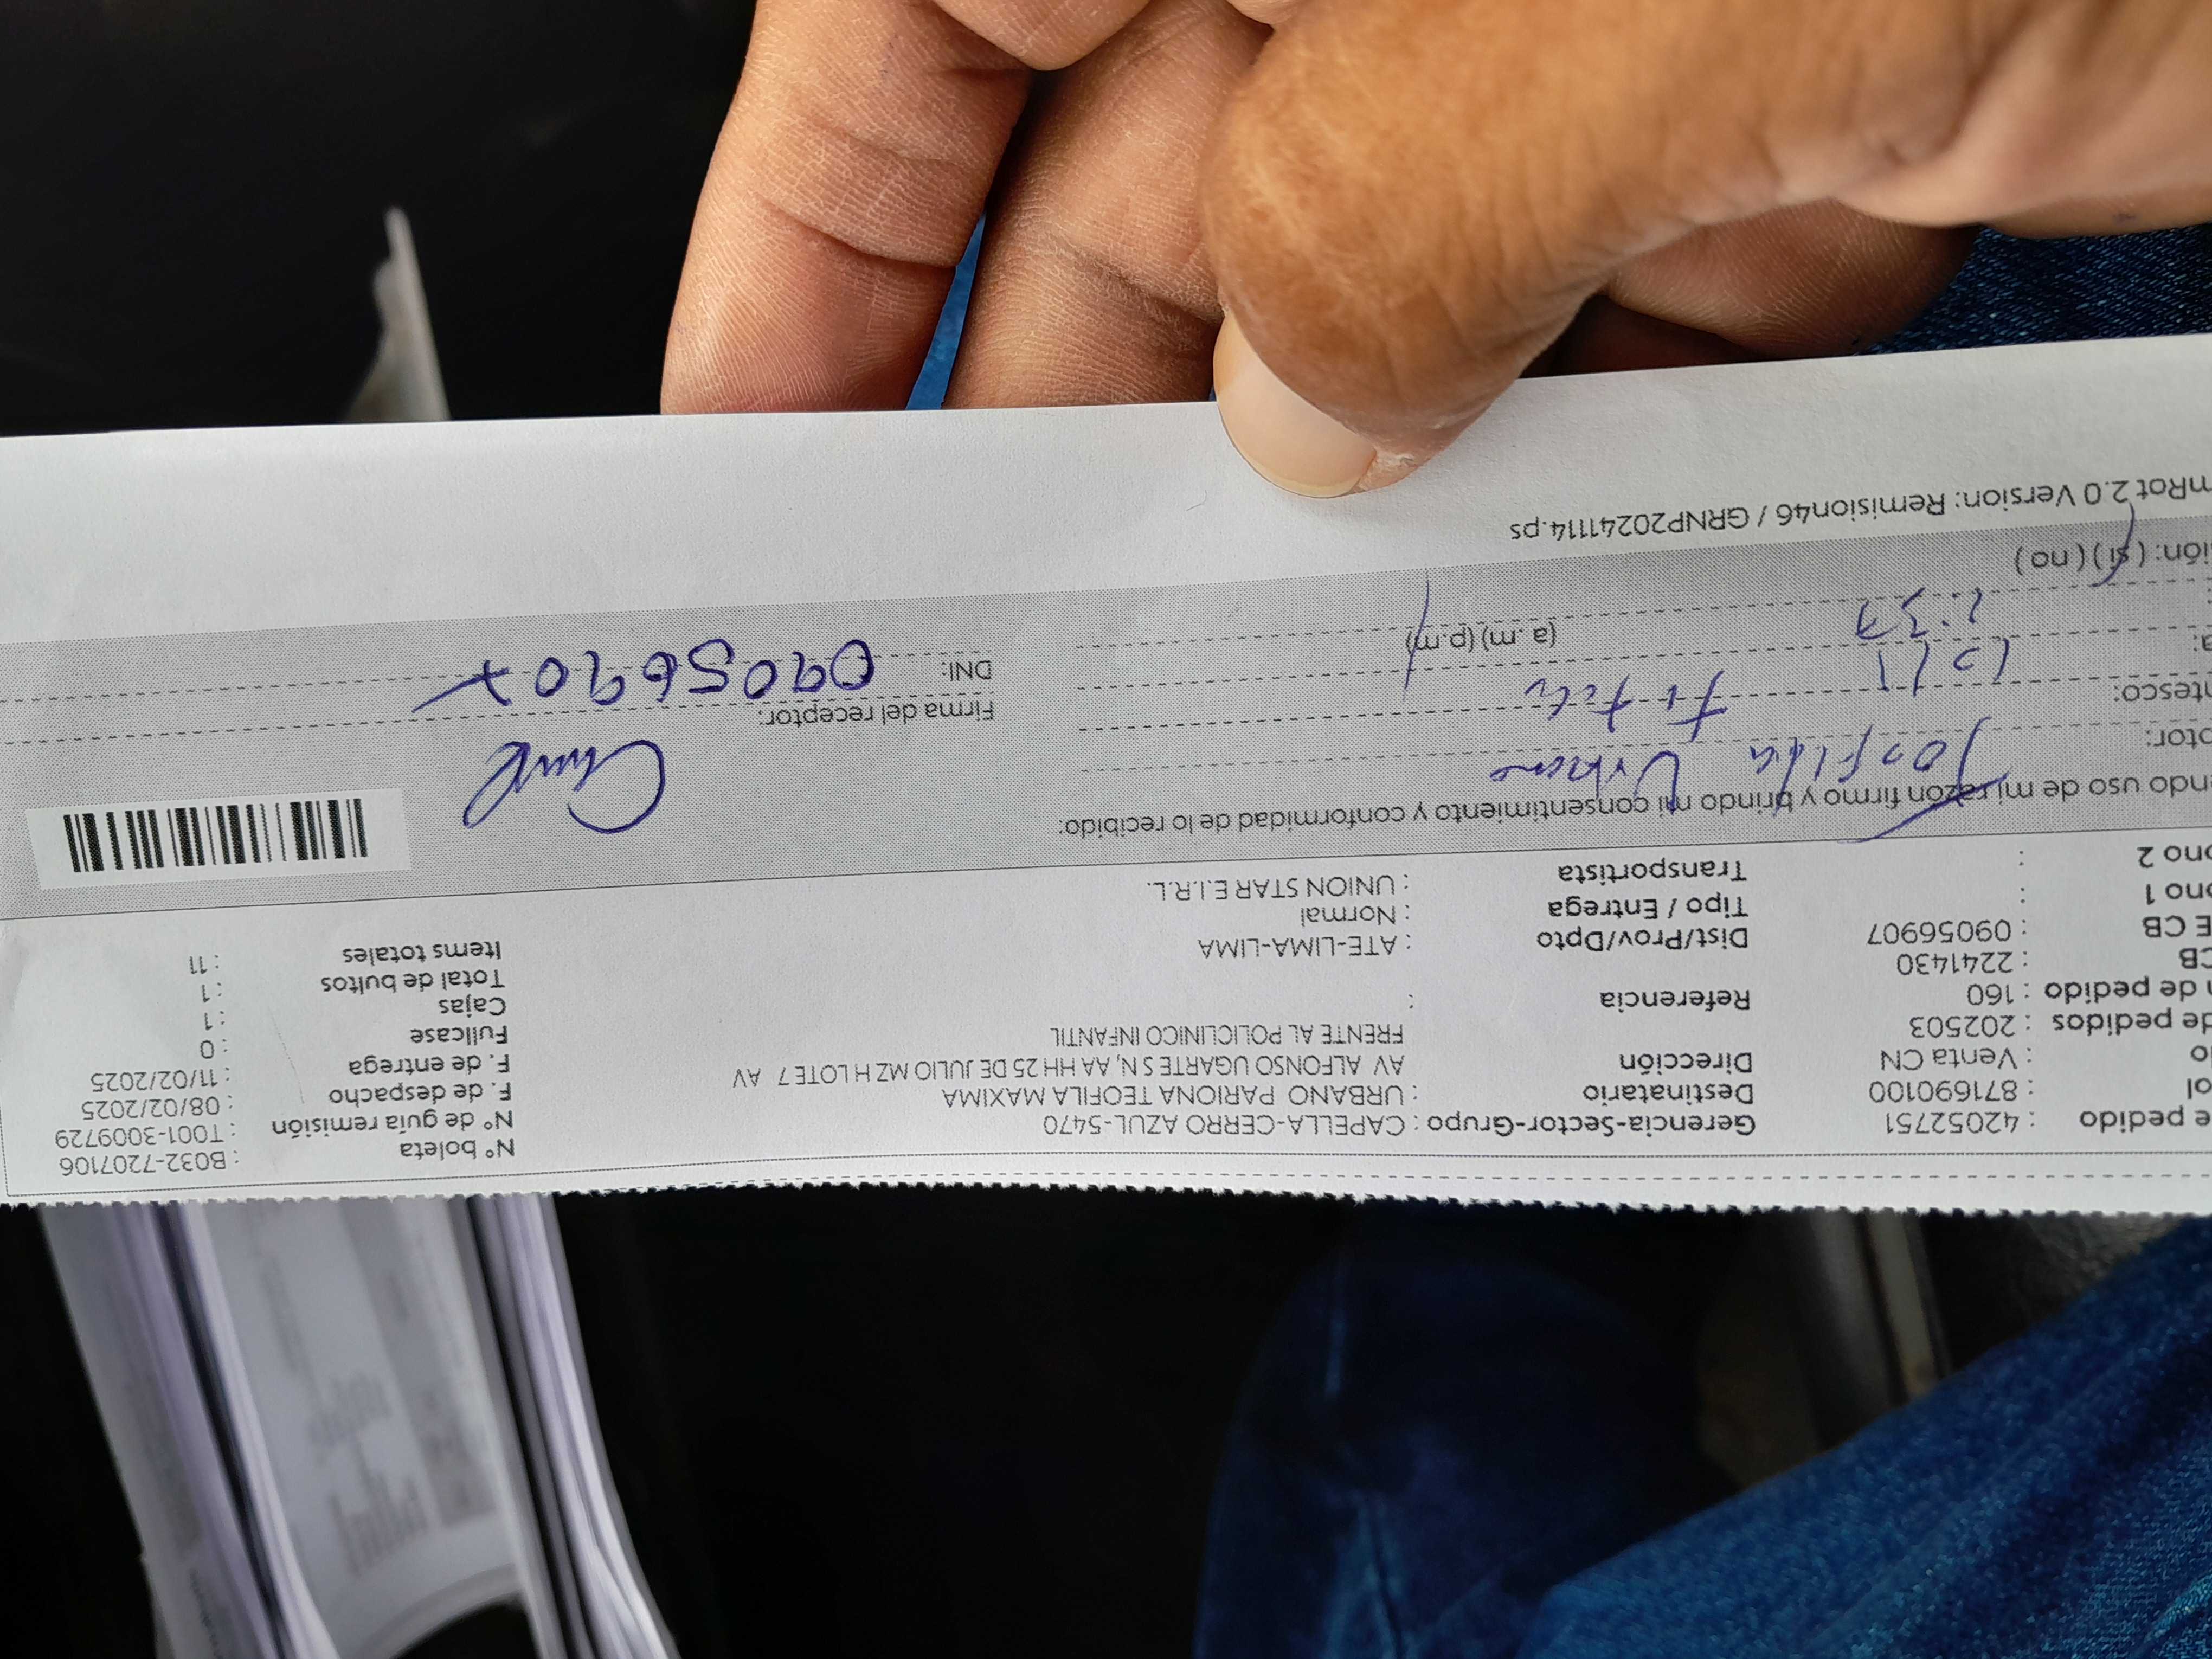 e pedido : 42052751 Gerencia-Sector-Grupo : CAPELLA-CERRO AZUL-5470 N° boleta : B032-7207106
ol : 871690100 Destinatario : URBANO PARIONA TEOFILA MAXIMA N° de guía remisión : T001-3009729
o : Venta CN Dirección AV ALFONSO UGARTE S N, AA HH 25 DE JULIO MZ H LOTE 7 AV F. de despacho : 08/02/2025
de pedidos : 202503 FRENTE AL POLICLINICO INFANTIL F. de entrega : 11/02/2025
n de pedido : 160 Referencia : Fullcase : 0
CB : 2241430 Dist/Prov/Dpto : ATE-LIMA-LIMA Cajas : 1
E CB : 09056907 Tipo / Entrega : Normal Total de bultos : 1
ono 1 : Transportista : UNION STAR E.I.R.L. Items totales : 11
ono 2 :
ndo uso de mi razón firmo y brindo mi consentimiento y conformidad de lo recibido:
ptor: Urbano
ntesco: Firma del receptor:
a: DNI: 09056907
: 1:37 (a.m) (p.m)
ión: ( sí ) ( no )
mRot 2.0 Version: Remision46 / GRNP20241114.ps